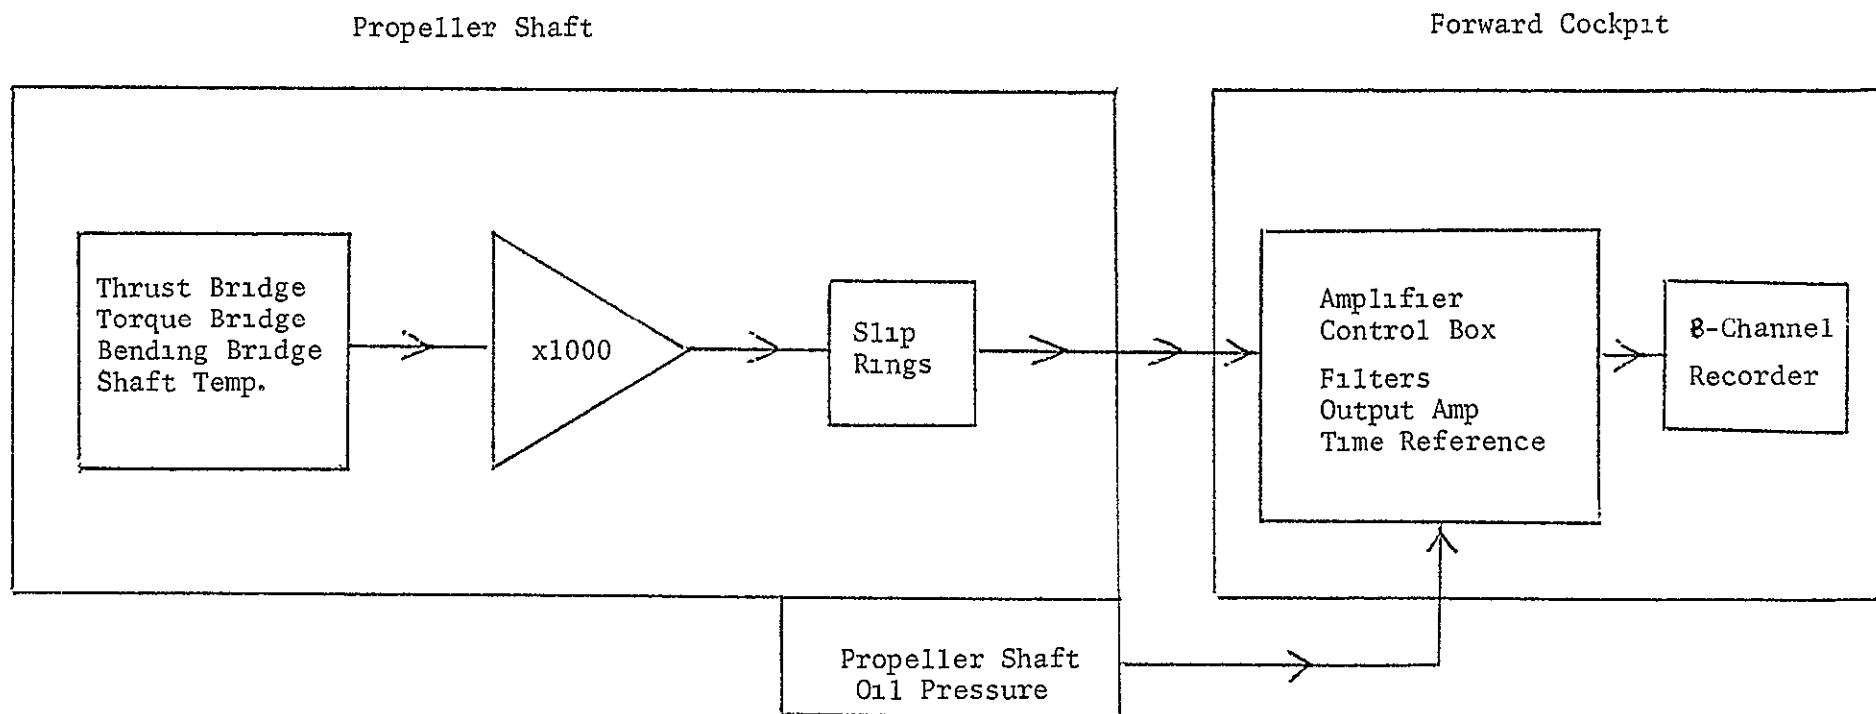 Propeller Shaft
Forward Cockpit
Thrust Bridge
Torque Bridge
Bending Bridge
Shaft Temp.
x1000
Slip
Rings
Amplifier
Control Box
Filters
Output Amp
Time Reference
8-Channel
Recorder
Propeller Shaft
Oil Pressure